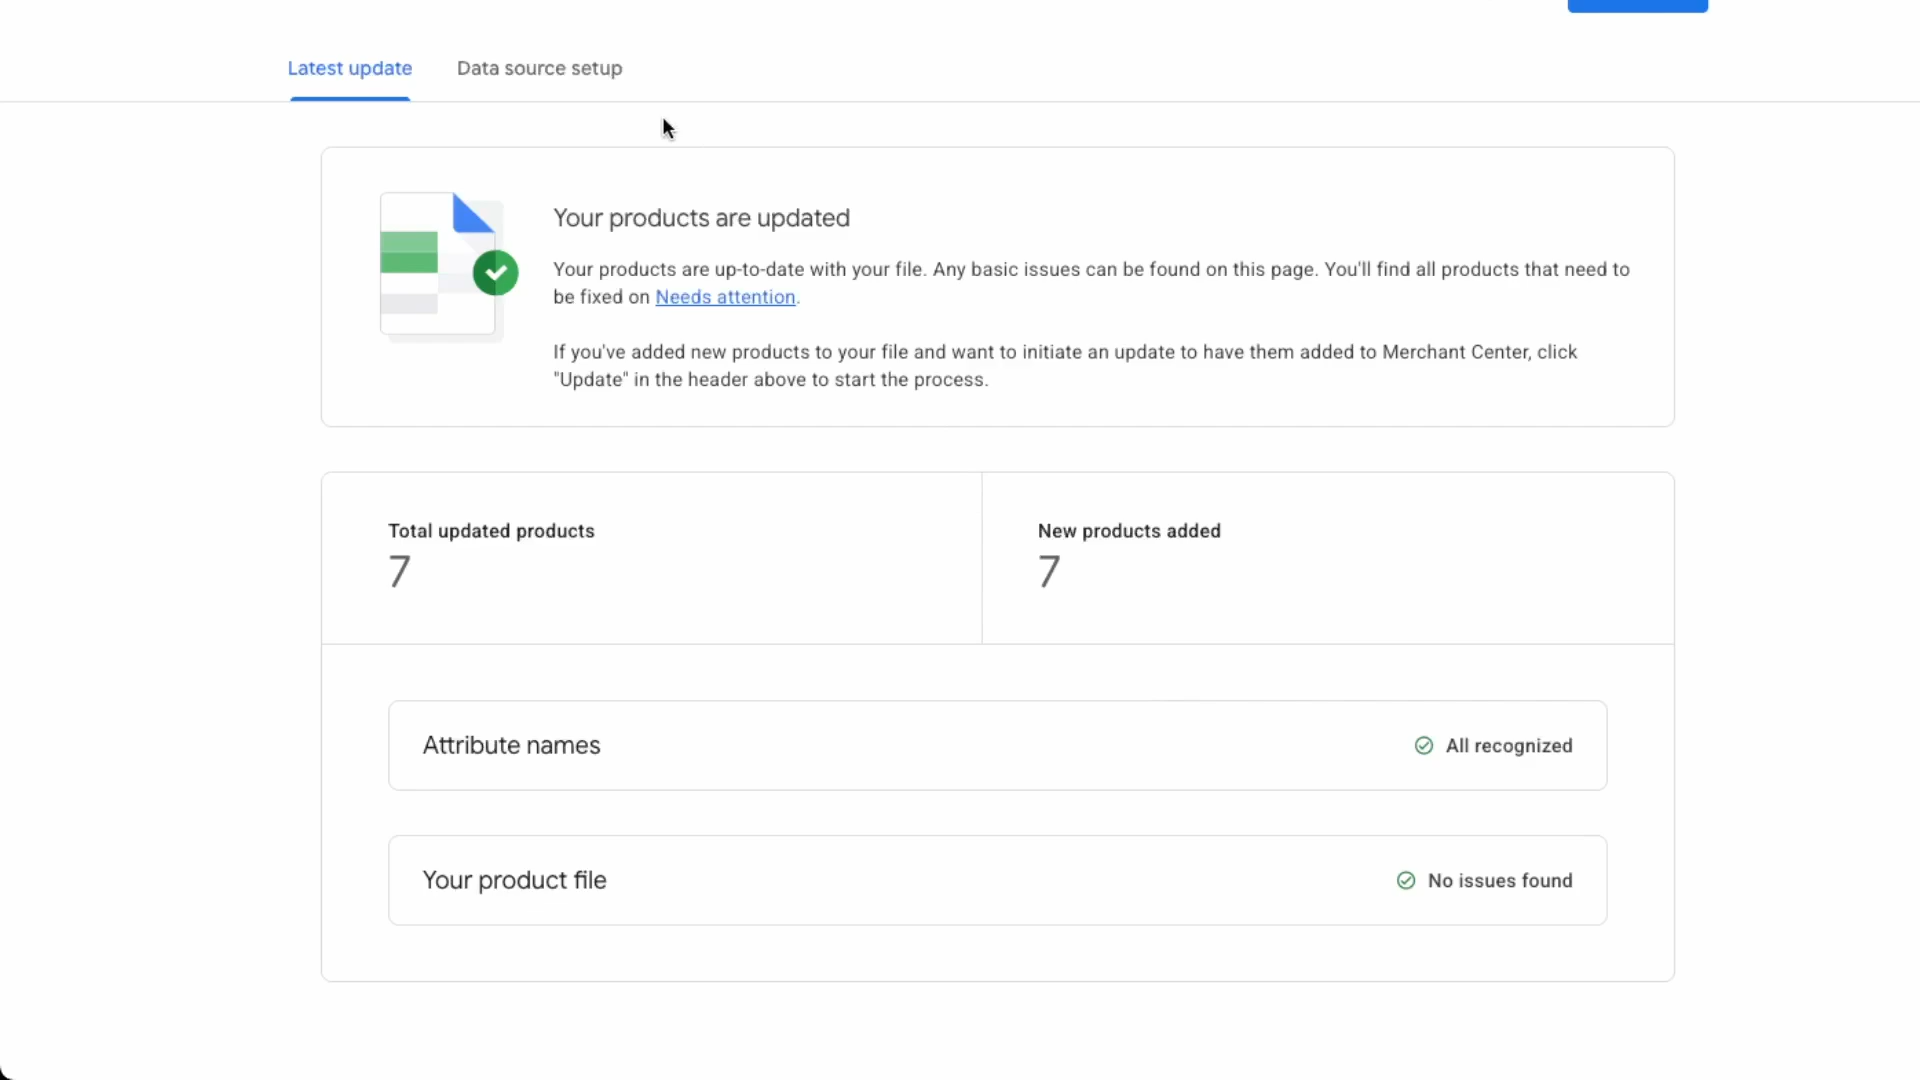 Latest update
Data source setup
Your products are updated
Your products are up-to-date with your file. Any basic issues can be found on this page. You'll find all products that need to
be fixed on Needs attention.
If you've added new products to your file and want to initiate an update to have them added to Merchant Center, click
"Update" in the header above to start the process.
Total updated products
7
New products added
7
Attribute names
All recognized
Your product file
No issues found